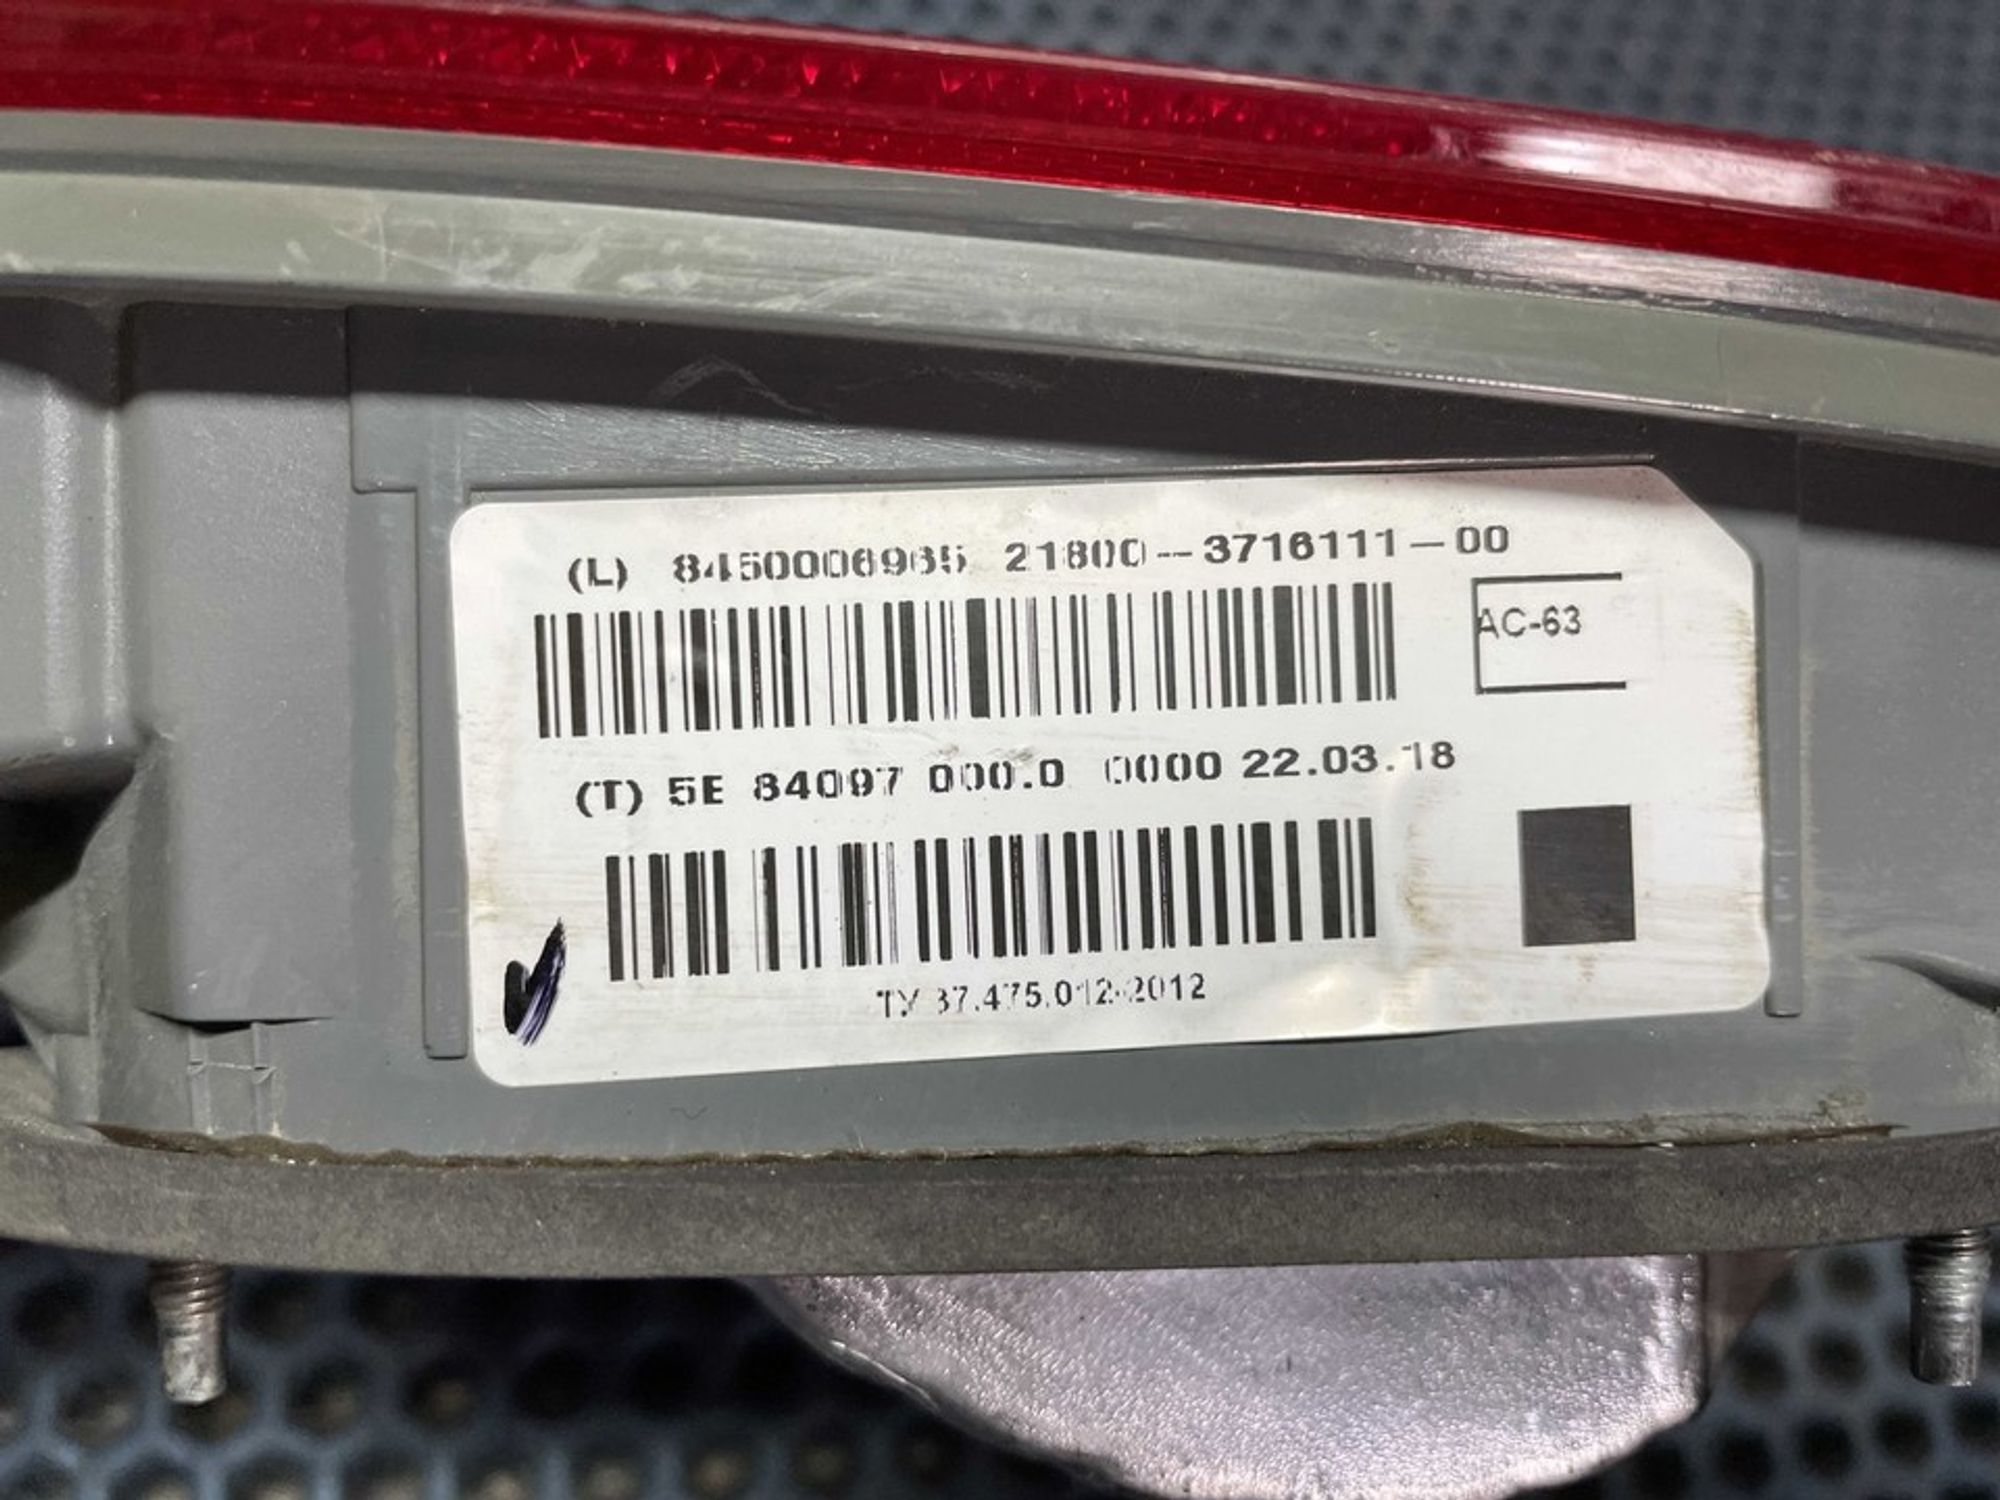 (L) 8450006965 21800-3716111-00
AC-63
(T) 5E 84097 000.0 0000 22.03.18
ТУ 37.475.012-2012